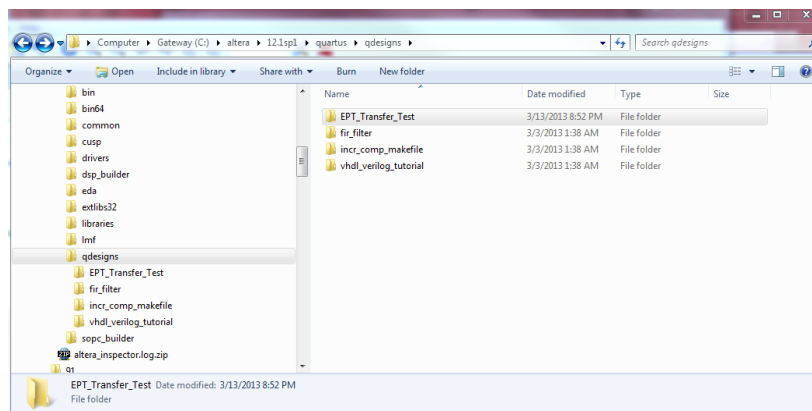 Computer ▸ Gateway (C:) ▸ altera ▸ 12.1sp1 ▸ quartus ▸ qdesigns ▸ Search qdesigns
Organize Open Include in library Share with Burn New folder
bin
bin64
common
cusp
drivers
dsp_builder
eda
extlibs32
libraries
lmf
qdesigns
EPT_Transfer_Test
fir_filter
incr_comp_makefile
vhdl_verilog_tutorial
sopc_builder
altera_inspector.log.zip
91
Name Date modified Type Size
EPT_Transfer_Test 3/13/2013 8:52 PM File folder
fir_filter 3/3/2013 1:38 AM File folder
incr_comp_makefile 3/3/2013 1:38 AM File folder
vhdl_verilog_tutorial 3/3/2013 1:38 AM File folder
EPT_Transfer_Test Date modified: 3/13/2013 8:52 PM
File folder